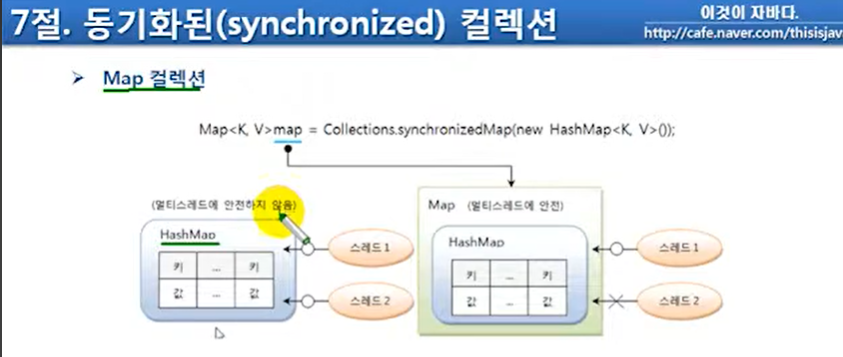 7절. 동기화된(synchronized) 컬렉션
이것이 자바다.
http://cafe.naver.com/thisisjav
Map 컬렉션
Map<K, V>map = Collections.synchronizedMap(new HashMap<K, V>());
(멀티스레드에 안전하지 않음)
HashMap
키 ... 키
값 ... 값
스레드 1
스레드 2
Map (멀티스레드에 안전)
HashMap
키 ... 키
값 ... 값
스레드 1
스레드 2